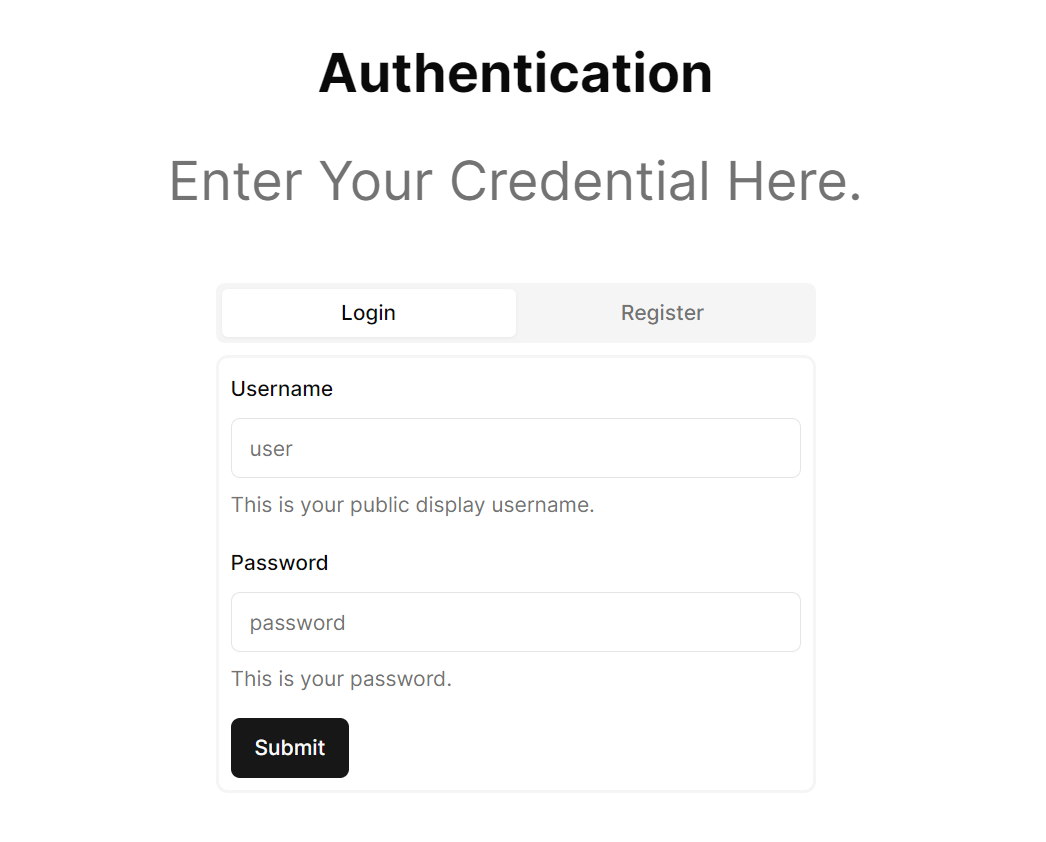 Authentication
Enter Your Credential Here.
Login Register
Username
user
This is your public display username.
Password
password
This is your password.
Submit